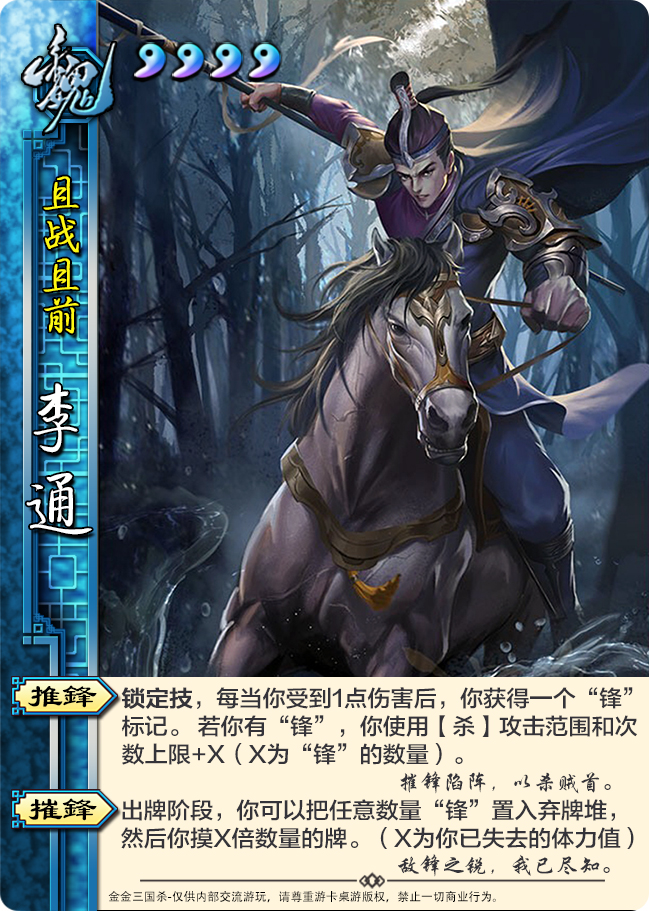 魏
且战且前
李通
推鋒
锁定技，每当你受到1点伤害后，你获得一个“锋”
标记。若你有“锋”，你使用【杀】攻击范围和次
数上限+X（X为“锋”的数量）。
摧锋陷阵，以杀贼首。
摧鋒
出牌阶段，你可以把任意数量“锋”置入弃牌堆，
然后你摸X倍数量的牌。（X为你已失去的体力值）
敌锋之锐，我已尽知。
金金三国杀-仅供内部交流游玩，请尊重游卡桌游版权，禁止一切商业行为。